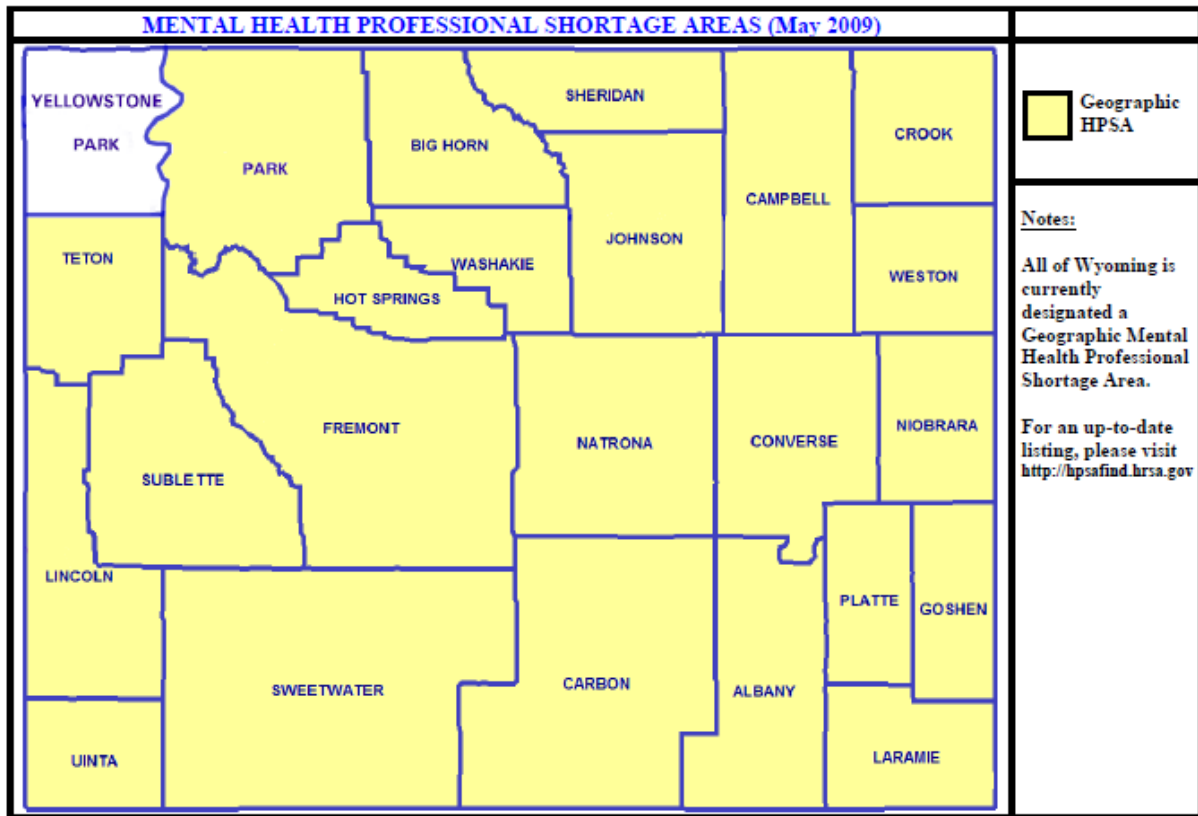 MENTAL HEALTH PROFESSIONAL SHORTAGE AREAS (May 2009)
YELLOWSTONE
PARK
PARK
BIG HORN
SHERIDAN
CAMPBELL
CROOK
JOHNSON
WESTON
TETON
WASHAKIE
HOT SPRINGS
FREMONT
NATRONA
CONVERSE
NIOBRARA
SUBLETTE
LINCOLN
PLATTE
GOSHEN
SWEETWATER
CARBON
ALBANY
UINTA
LARAMIE
Geographic
HPSA
Notes:
All of Wyoming is
currently
designated a
Geographic Mental
Health Professional
Shortage Area.
For an up-to-date
listing, please visit
http://hpsafind.hrsa.gov